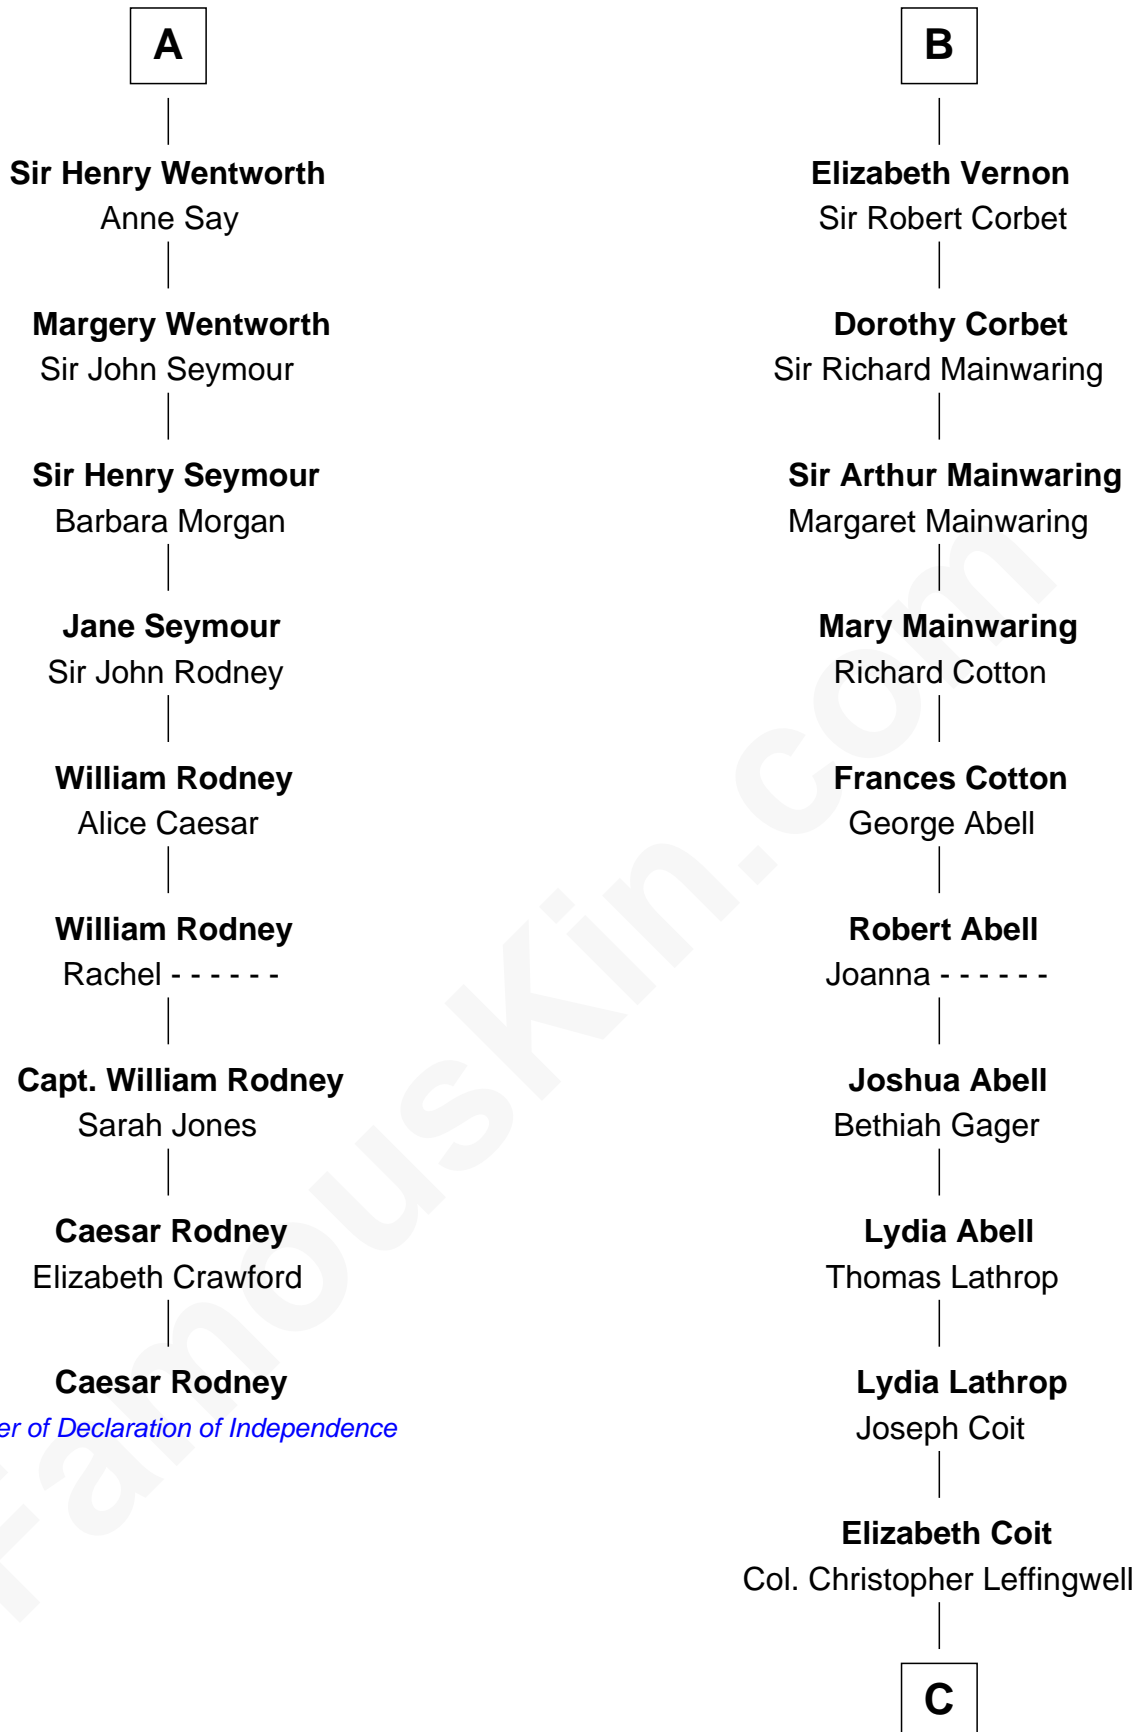 A
Sir Henry Wentworth
Anne Say
Margery Wentworth
Sir John Seymour
Sir Henry Seymour
Barbara Morgan
Jane Seymour
Sir John Rodney
William Rodney
Alice Caesar
William Rodney
Rachel - - - - - -
Capt. William Rodney
Sarah Jones
Caesar Rodney
Elizabeth Crawford
Caesar Rodney
er of Declaration of Independence
B
Elizabeth Vernon
Sir Robert Corbet
Dorothy Corbet
Sir Richard Mainwaring
Sir Arthur Mainwaring
Margaret Mainwaring
Mary Mainwaring
Richard Cotton
Frances Cotton
George Abell
Robert Abell
Joanna - - - - - -
Joshua Abell
Bethiah Gager
Lydia Abell
Thomas Lathrop
Lydia Lathrop
Joseph Coit
Elizabeth Coit
Col. Christopher Leffingwell
C
FamousKin.com